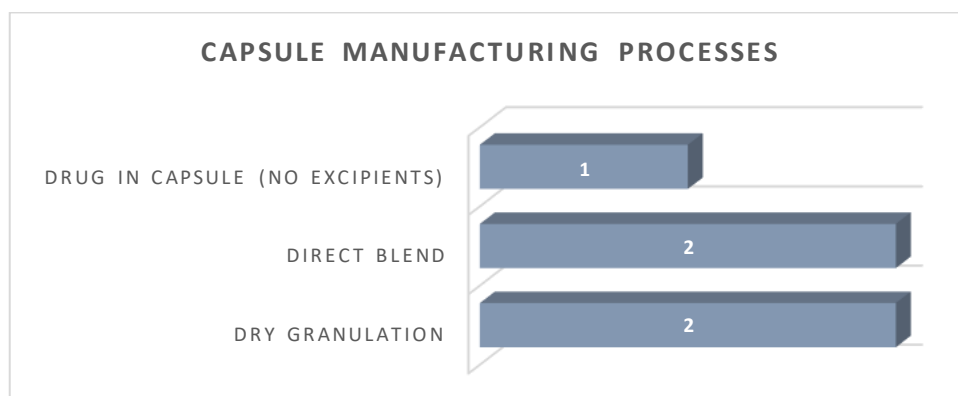 CAPSULE MANUFACTURING PROCESSES
DRUG IN CAPSULE (NO EXCIPIENTS)
1
DIRECT BLEND
2
DRY GRANULATION
2